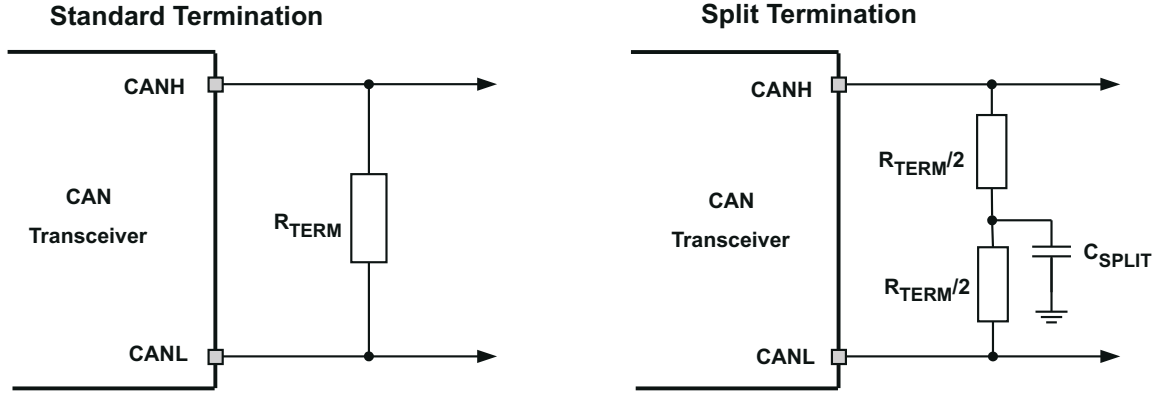 Standard Termination
CANH
CAN
Transceiver
RTERM
CANL
Split Termination
CANH
RTERM/2
CAN
Transceiver
CSPLIT
RTERM/2
CANL